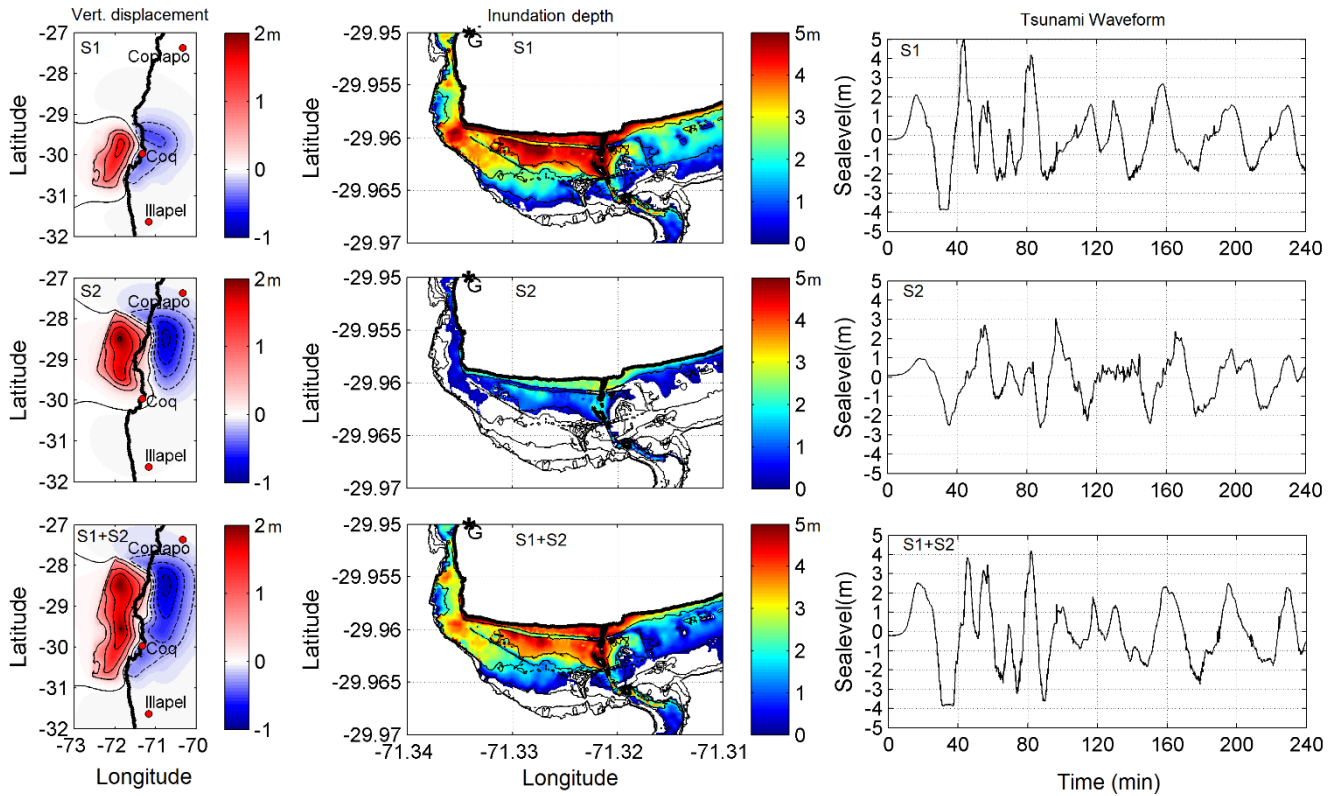 Vert. displacement
Inundation depth
Tsunami Waveform
-27
-28
-29
-30
-31
-32
Latitude
S1
Copiapo
Coq
Illapel
2m
1
0
-1
-29.95
-29.955
-29.96
-29.965
-29.97
Latitude
G
S1
5m
4
3
2
1
0
5
4
3
2
1
0
-1
-2
-3
-4
-5
Sealevel(m)
S1
0 40 80 120 160 200 240
-27
-28
-29
-30
-31
-32
Latitude
S2
Copiapo
Coq
Illapel
2m
1
0
-1
-29.95
-29.955
-29.96
-29.965
-29.97
Latitude
G
S2
5m
4
3
2
1
0
5
4
3
2
1
0
-1
-2
-3
-4
-5
Sealevel(m)
S2
0 40 80 120 160 200 240
-27
-28
-29
-30
-31
-32
Latitude
S1+S2
Copiapo
Coq
Illapel
-73 -72 -71 -70
Longitude
2m
1
0
-1
-29.95
-29.955
-29.96
-29.965
-29.97
Latitude
G
S1+S2
-71.34 -71.33 -71.32 -71.31
Longitude
5m
4
3
2
1
0
5
4
3
2
1
0
-1
-2
-3
-4
-5
Sealevel(m)
S1+S2
0 40 80 120 160 200 240
Time (min)